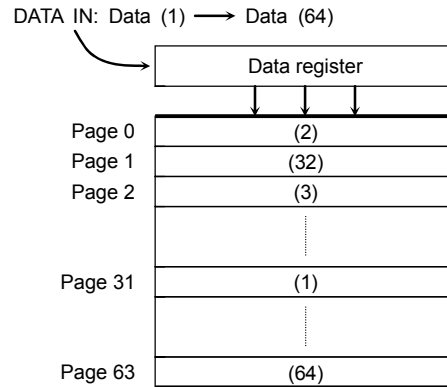 DATA IN: Data (1) ⟶ Data (64)
Data register
Page 0 (2)
Page 1 (32)
Page 2 (3)
Page 31 (1)
Page 63 (64)